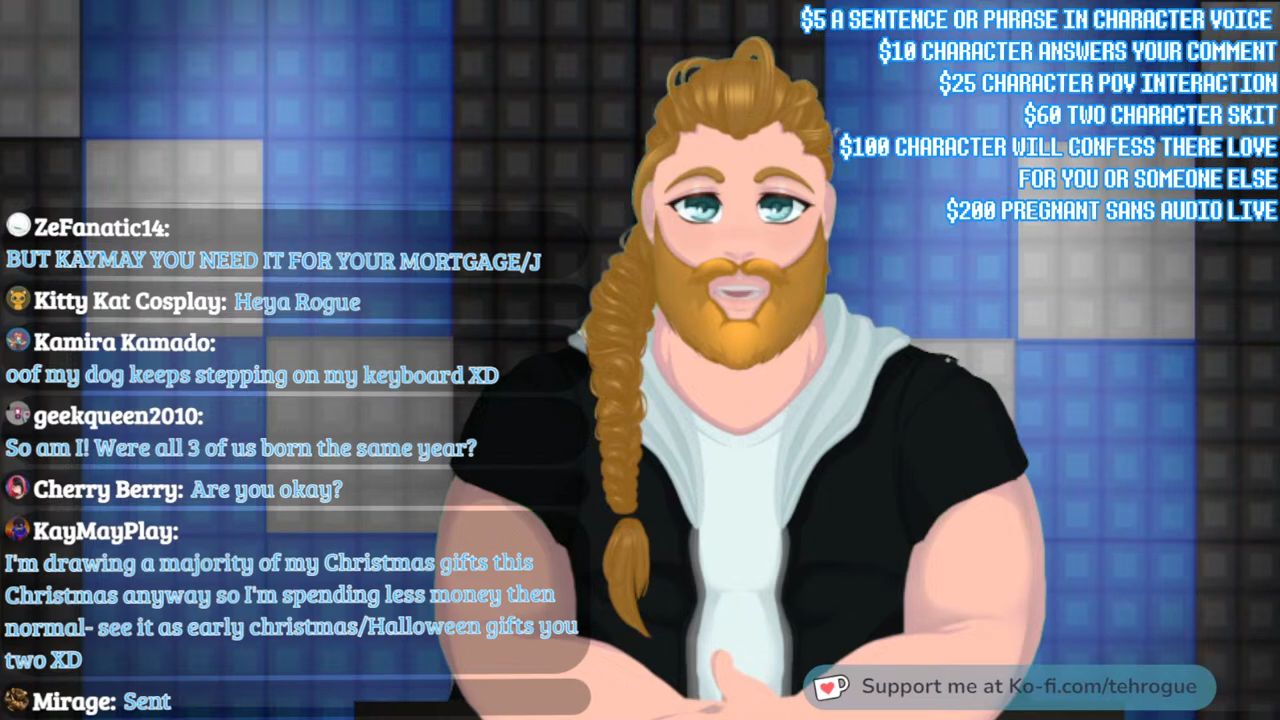 $5 A SENTENCE OR PHRASE IN CHARACTER VOICE
$10 CHARACTER ANSWERS YOUR COMMENT
$25 CHARACTER POV INTERACTION
$60 TWO CHARACTER SKIT
$100 CHARACTER WILL CONFESS THERE LOVE
FOR YOU OR SOMEONE ELSE
$200 PREGNANT SANS AUDIO LIVE
ZeFanatic14:
BUT KAYMAY YOU NEED IT FOR YOUR MORTGAGE/J
Kitty Kat Cosplay: Heya Rogue
Kamira Kamado:
oof my dog keeps stepping on my keyboard XD
geekqueen2010:
So am I! Were all 3 of us born the same year?
Cherry Berry: Are you okay?
KayMayPlay:
I'm drawing a majority of my Christmas gifts this
Christmas anyway so I'm spending less money then
normal- see it as early christmas/Halloween gifts you
two XD
Mirage: Sent
Support me at Ko-fi.com/tehrogue